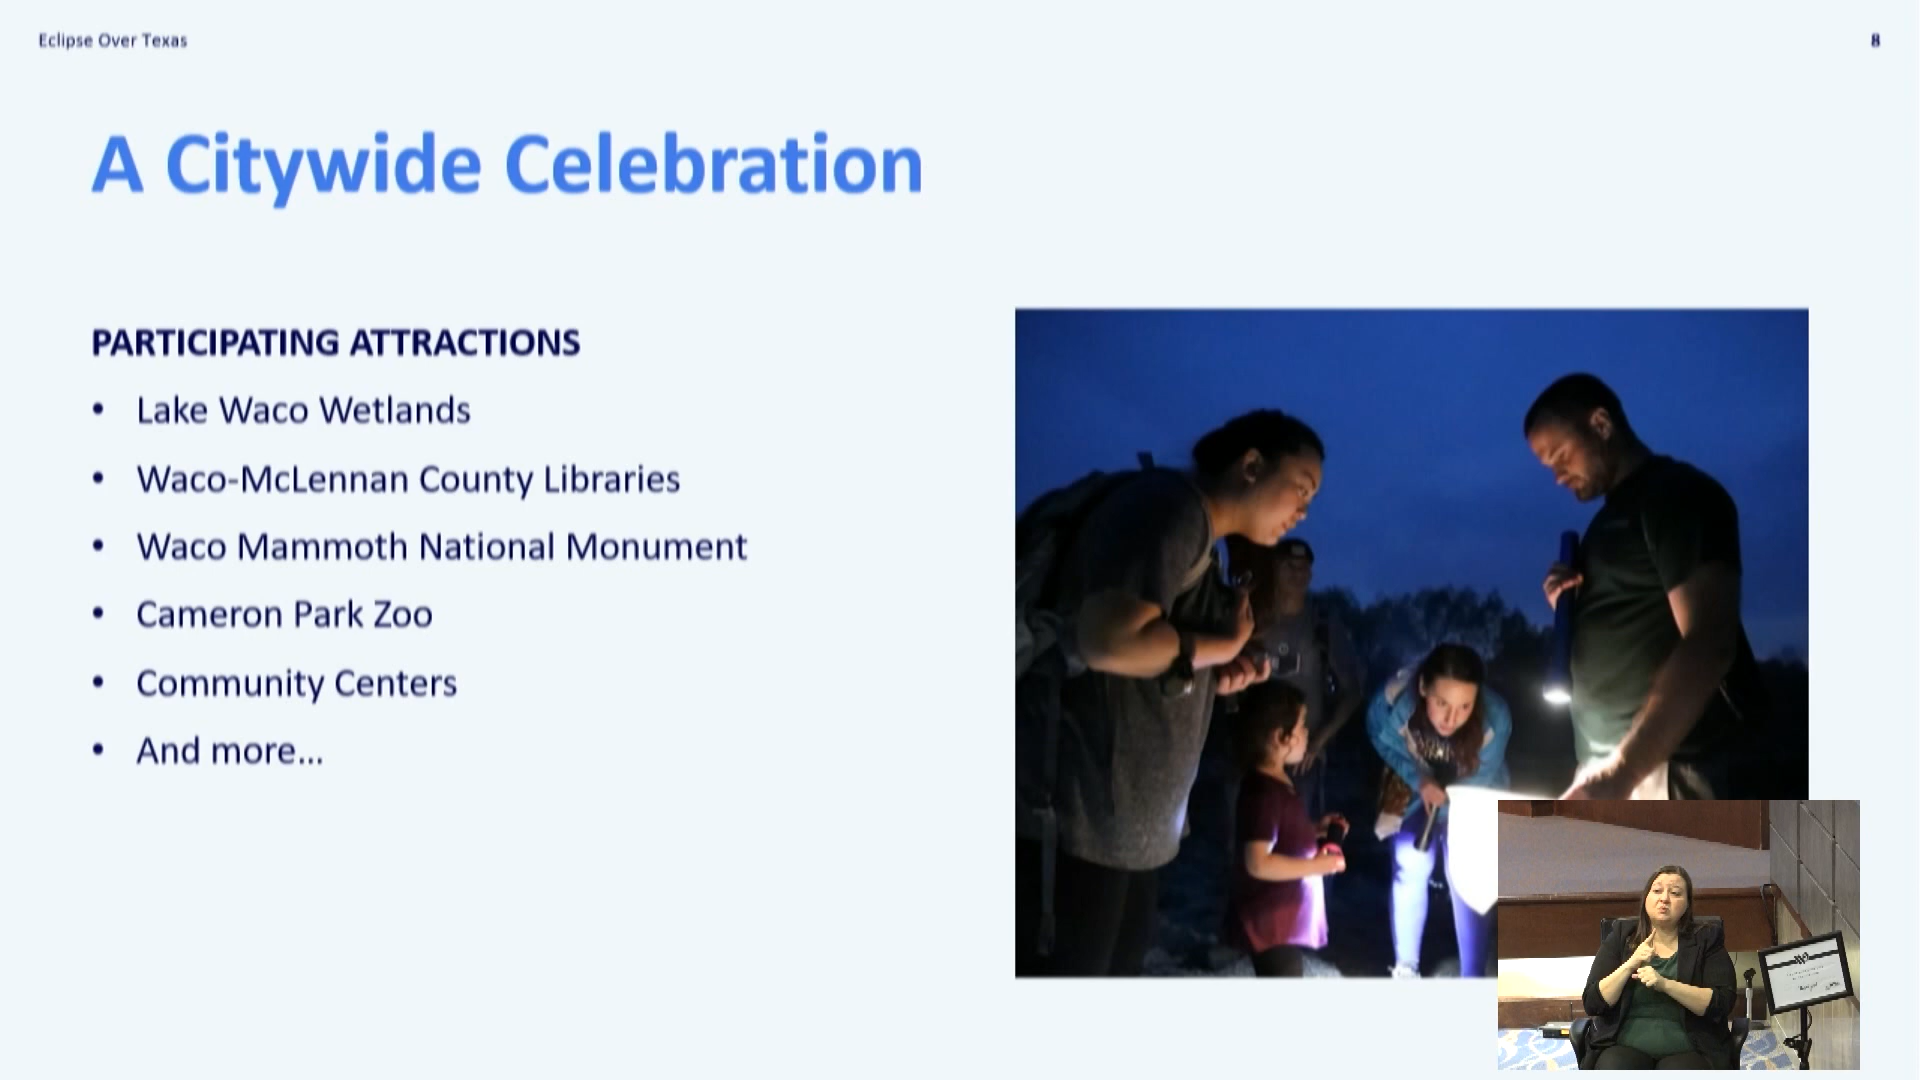 Eclipse Over Texas
8
A Citywide Celebration
PARTICIPATING ATTRACTIONS
• Lake Waco Wetlands
• Waco-McLennan County Libraries
• Waco Mammoth National Monument
• Cameron Park Zoo
• Community Centers
• And more...